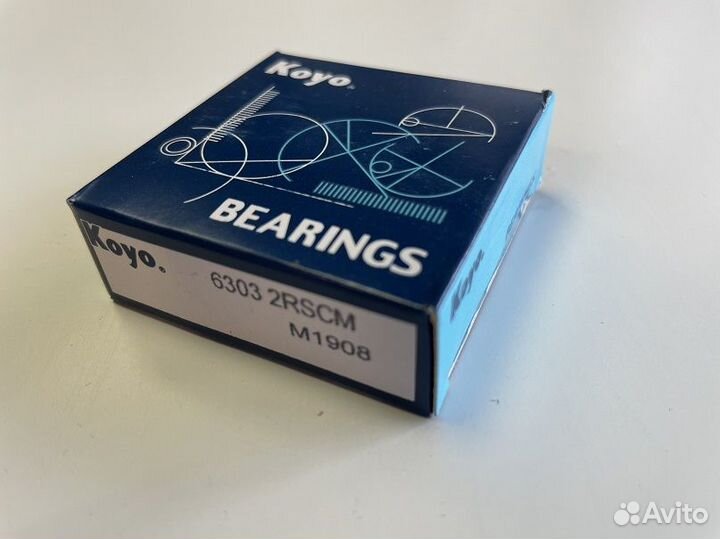 Koyo.
BEARINGS
Koyo.
6303 2RSCM
M1908
Koyo
Avito